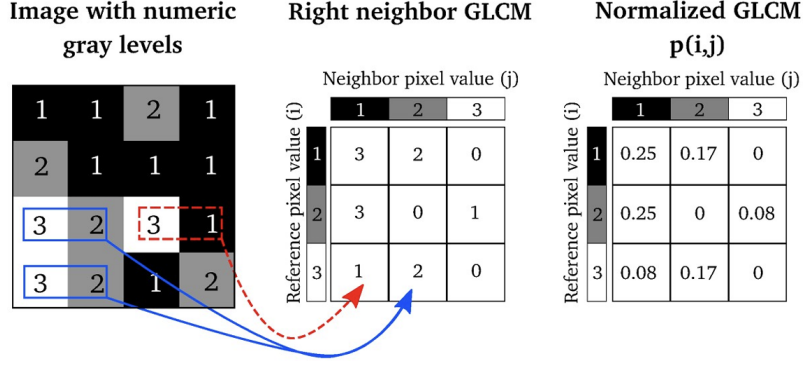 Image with numeric
gray levels
Right neighbor GLCM
Normalized GLCM
p(i,j)
1 1 2 1
2 1 1 1
3 2 3 1
3 2 1 2
Neighbor pixel value (j)
1 2 3
Reference pixel value (i)
1 3 2 0
2 3 0 1
3 1 2 0
Neighbor pixel value (j)
1 2 3
Reference pixel value (i)
1 0.25 0.17 0
2 0.25 0 0.08
3 0.08 0.17 0